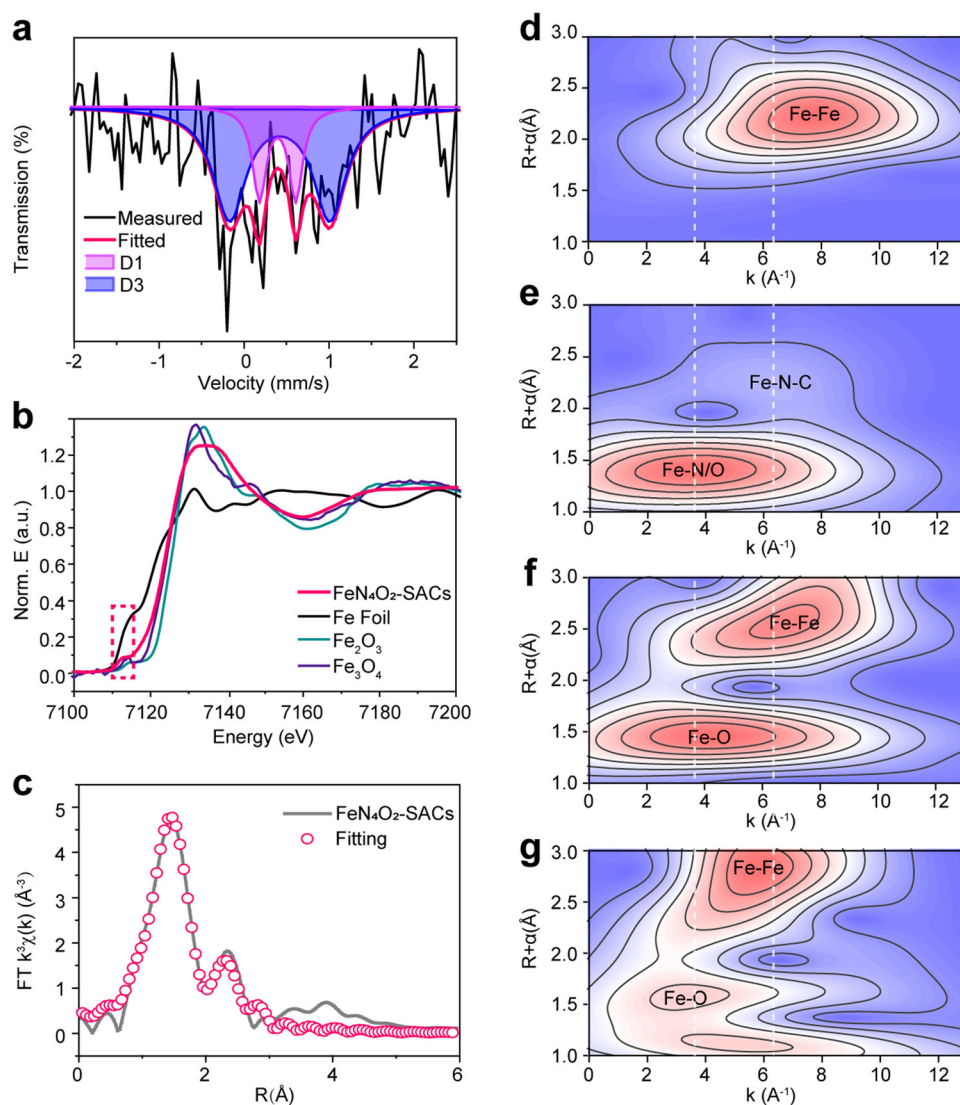 a
Transmission (%)
Measured
Fitted
D1
D3
-2 -1 0 1 2
Velocity (mm/s)
b
Norm. E (a.u.)
1.2
1.0
0.8
0.6
0.4
0.2
0.0
FeN₄O₂-SACs
Fe Foil
Fe₂O₃
Fe₃O₄
7100 7120 7140 7160 7180 7200
Energy (eV)
c
FT k³χ(k) (Å⁻³)
5
4
3
2
1
0
FeN₄O₂-SACs
Fitting
0 2 4 6
R(Å)
d
R+α(Å)
3.0
2.5
2.0
1.5
1.0
Fe-Fe
0 2 4 6 8 10 12
k (A⁻¹)
e
R+α(Å)
3.0
2.5
2.0
1.5
1.0
Fe-N-C
Fe-N/O
0 2 4 6 8 10 12
k (A⁻¹)
f
R+α(Å)
3.0
2.5
2.0
1.5
1.0
Fe-Fe
Fe-O
0 2 4 6 8 10 12
k (A⁻¹)
g
R+α(Å)
3.0
2.5
2.0
1.5
1.0
Fe-Fe
Fe-O
0 2 4 6 8 10 12
k (A⁻¹)